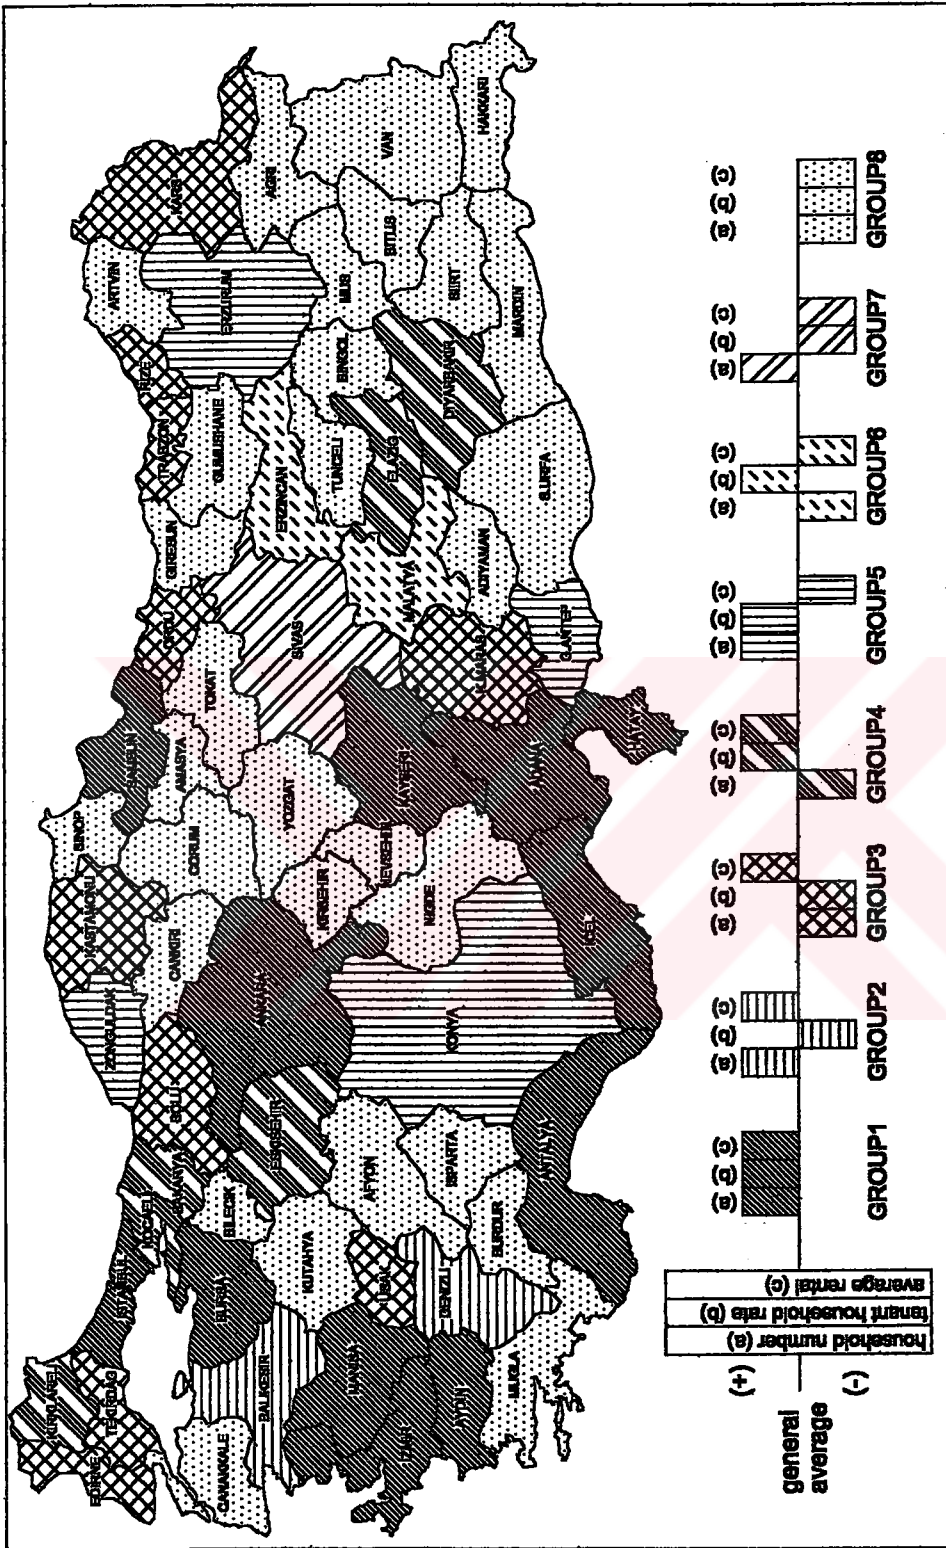 KIRKLAREL
EDIRNE
TEKIRDAG
ISTANBUL
KOCAELI
SAKARYA
BOLU
ZONGULDAK
KASTAMONU
SINOP
SAMSUN
ORDU
GIRESUN
TRABZON
RIZE
ARTVIN
KARS
CANAKKALE
BALIKESIR
BURSA
BILECIK
ESKISEHIR
ANKARA
CANKIRI
CORUM
AMASYA
TOKAT
SIVAS
GUMUSHANE
ERZINCAN
ERZURUM
AGRI
KUTAHYA
AFYON
KIRSEHIR
YOZGAT
TUNCELI
BINGOL
MUS
MANISA
USAK
NEVSEHIR
KAYSERI
MALATYA
ELAZIG
BITLIS
VAN
IZMIR
AYDIN
DENIZLI
BURDUR
ISPARTA
KONYA
NIGDE
K.MARAS
ADIYAMAN
DIYARBAKIR
SIIRT
HAKKARI
MUGLA
ANTALYA
ICEL
ADANA
HATAY
G.ANTEP
S.URFA
MARDIN
household number (a)
tanant household rate (b)
average rental (c)
(+)
general
average
(-)
(a) (b) (c)
GROUP1
(a) (b) (c)
GROUP2
(a) (b) (c)
GROUP3
(a) (b) (c)
GROUP4
(a) (b) (c)
GROUP5
(a) (b) (c)
GROUP6
(a) (b) (c)
GROUP7
(a) (b) (c)
GROUP8